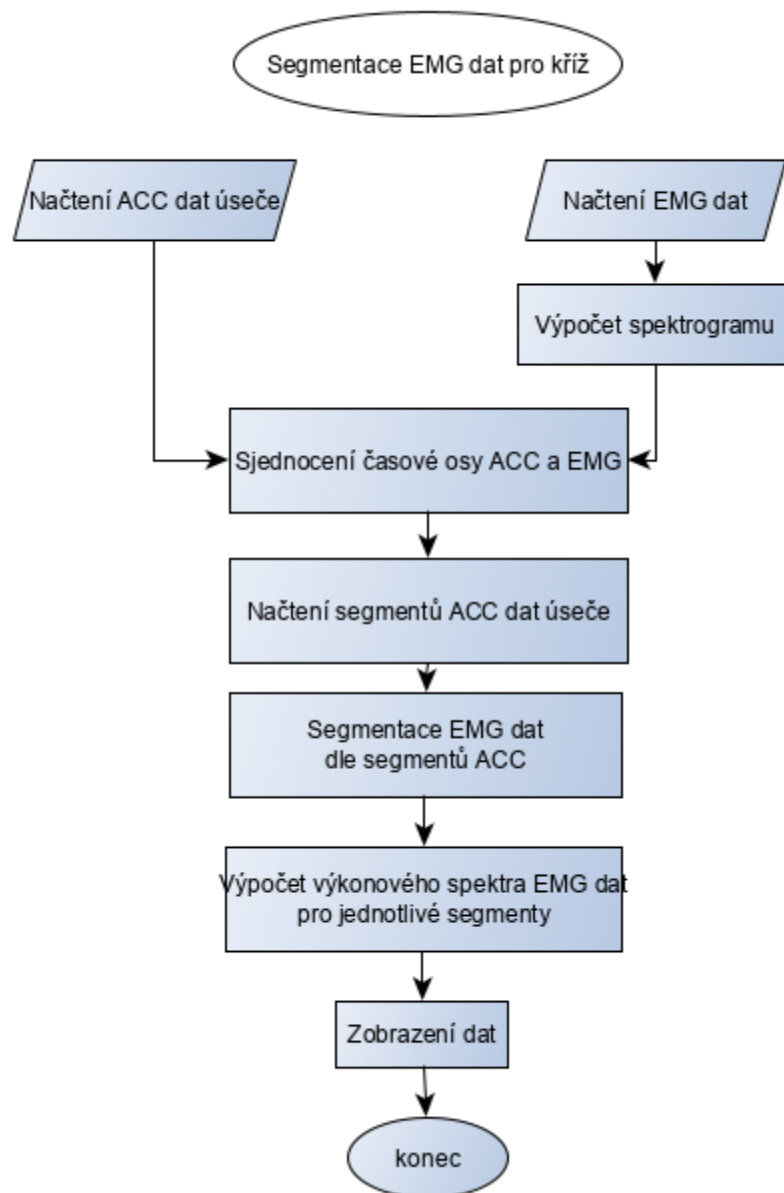 Segmentace EMG dat pro kříž
Načtení ACC dat úseče
Načtení EMG dat
Výpočet spektrogramu
Sjednocení časové osy ACC a EMG
Načtení segmentů ACC dat úseče
Segmentace EMG dat
dle segmentů ACC
Výpočet výkonového spektra EMG dat
pro jednotlivé segmenty
Zobrazení dat
konec